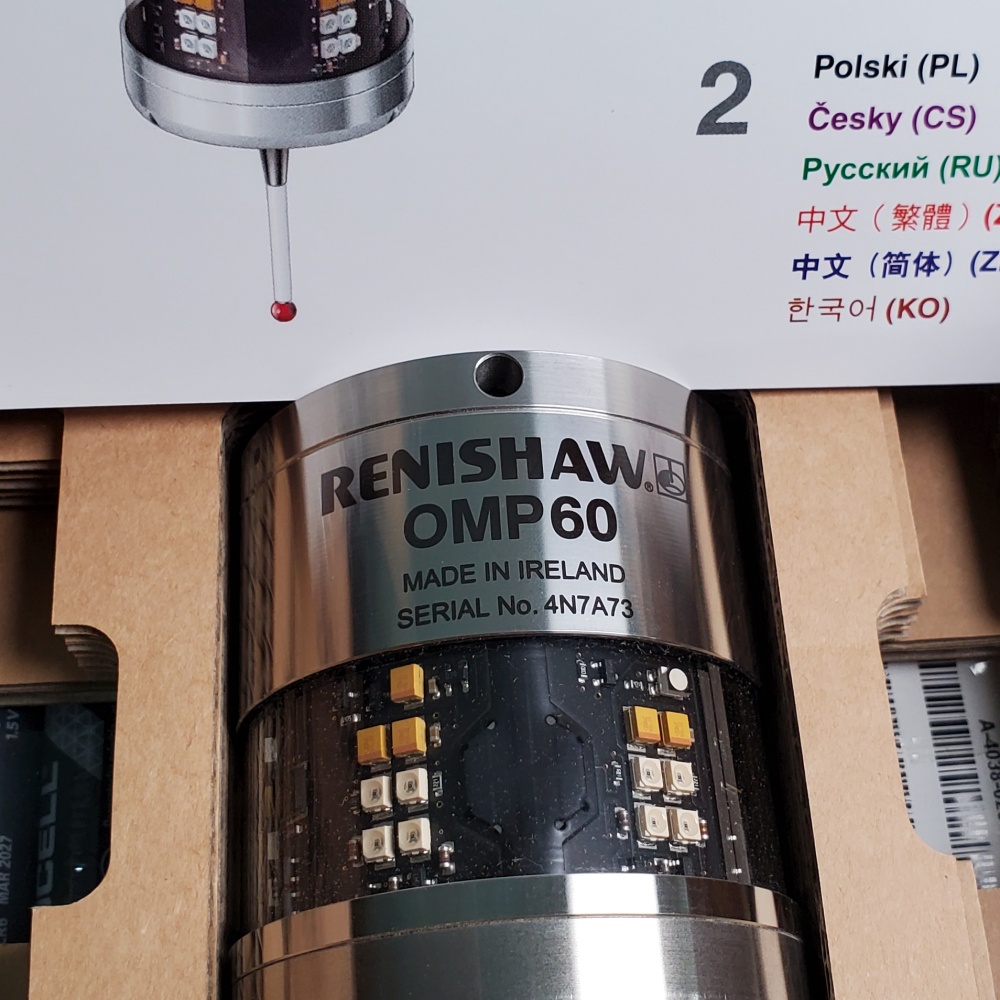 2
Polski (PL)
Česky (CS)
Русский (RU)
中文（繁體）
中文（简体）
한국어 (KO)
RENISHAW®
OMP60
MADE IN IRELAND
SERIAL No. 4N7A73
1.5V
MAR 2027